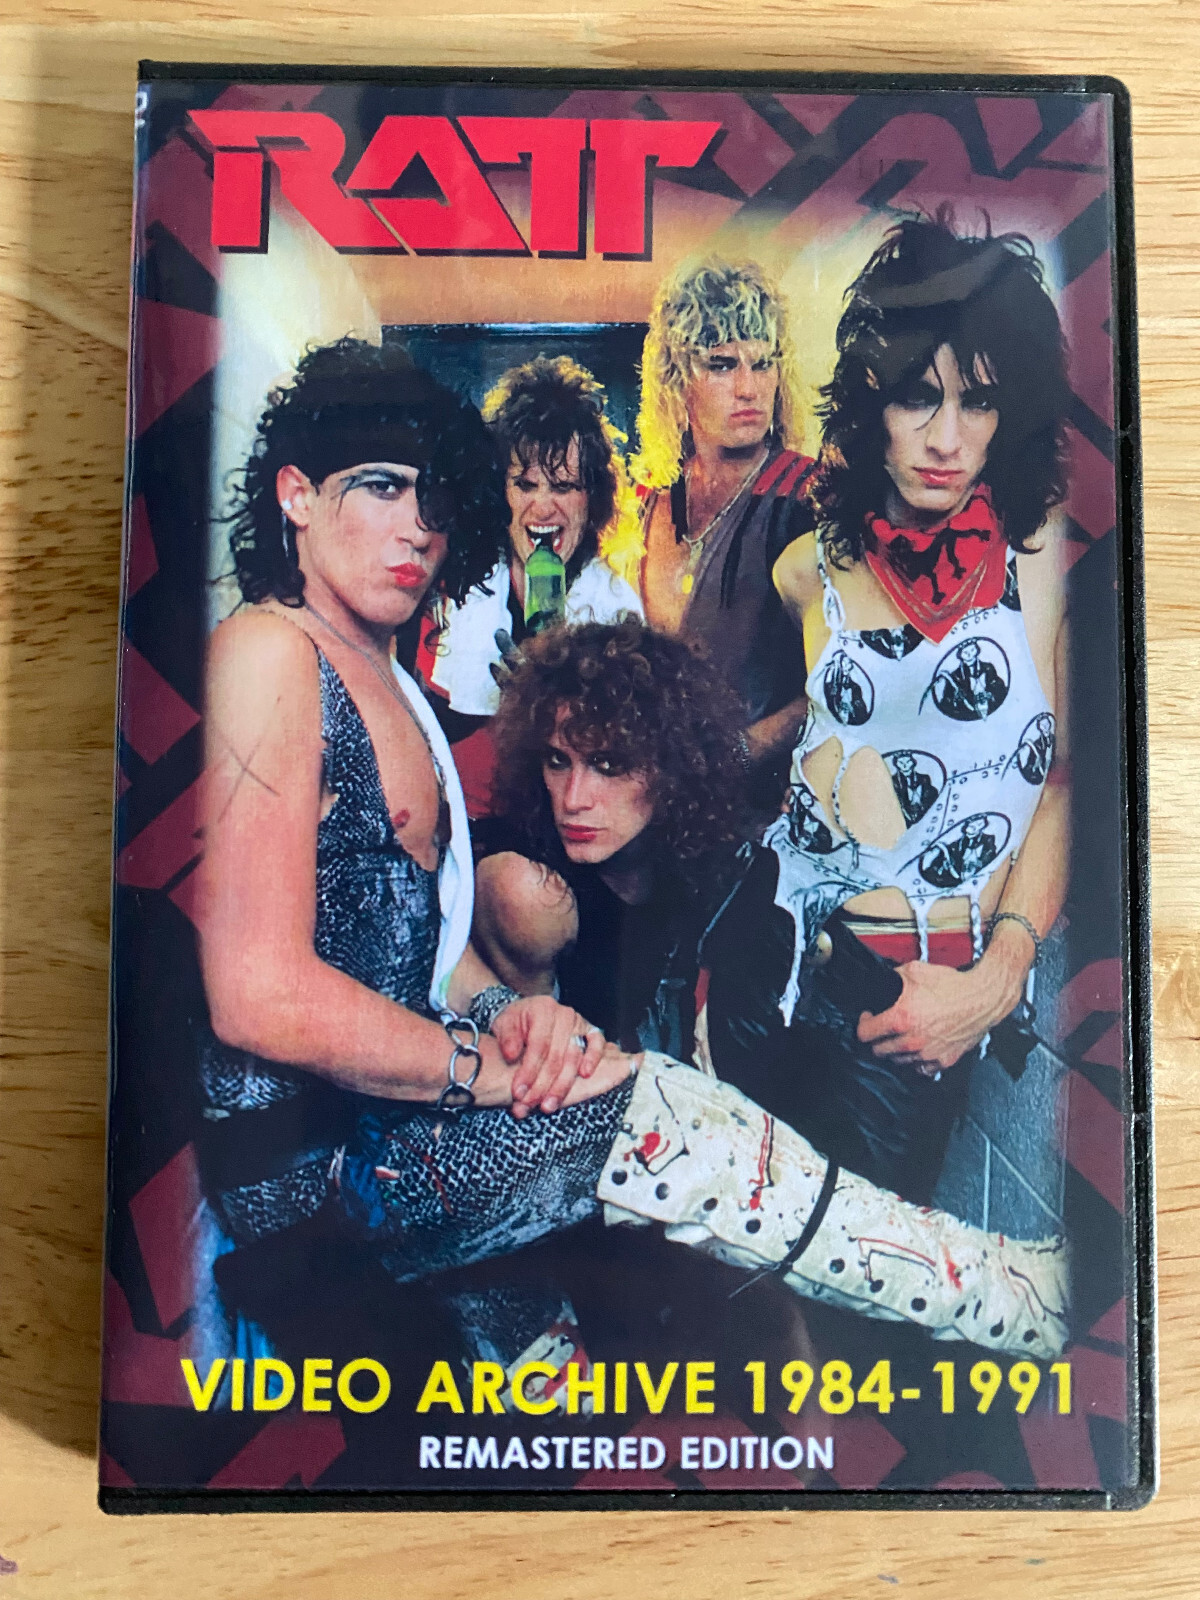 RATT
VIDEO ARCHIVE 1984-1991
REMASTERED EDITION